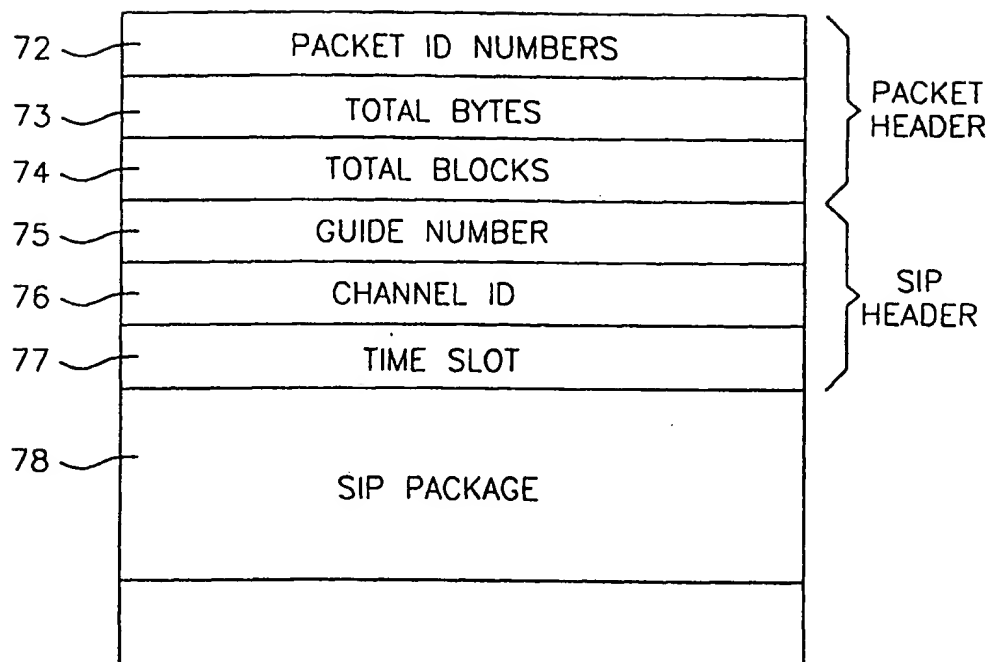 72 PACKET ID NUMBERS
73 TOTAL BYTES
74 TOTAL BLOCKS
PACKET
HEADER
75 GUIDE NUMBER
76 CHANNEL ID
77 TIME SLOT
SIP
HEADER
78 SIP PACKAGE